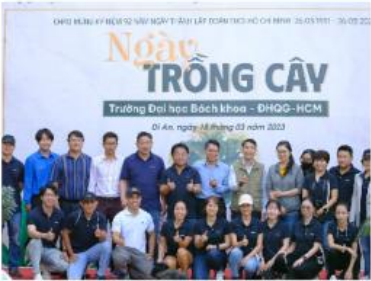 CHÀO MỪNG KỶ NIỆM 92 NĂM NGÀY THÀNH LẬP ĐOÀN TNCS HỒ CHÍ MINH 26/03/1931 - 26/03/
Ngày
TRỒNG CÂY
Trường Đại học Bách khoa - ĐHQG-HCM
Dĩ An, ngày 18 tháng 03 năm 2023